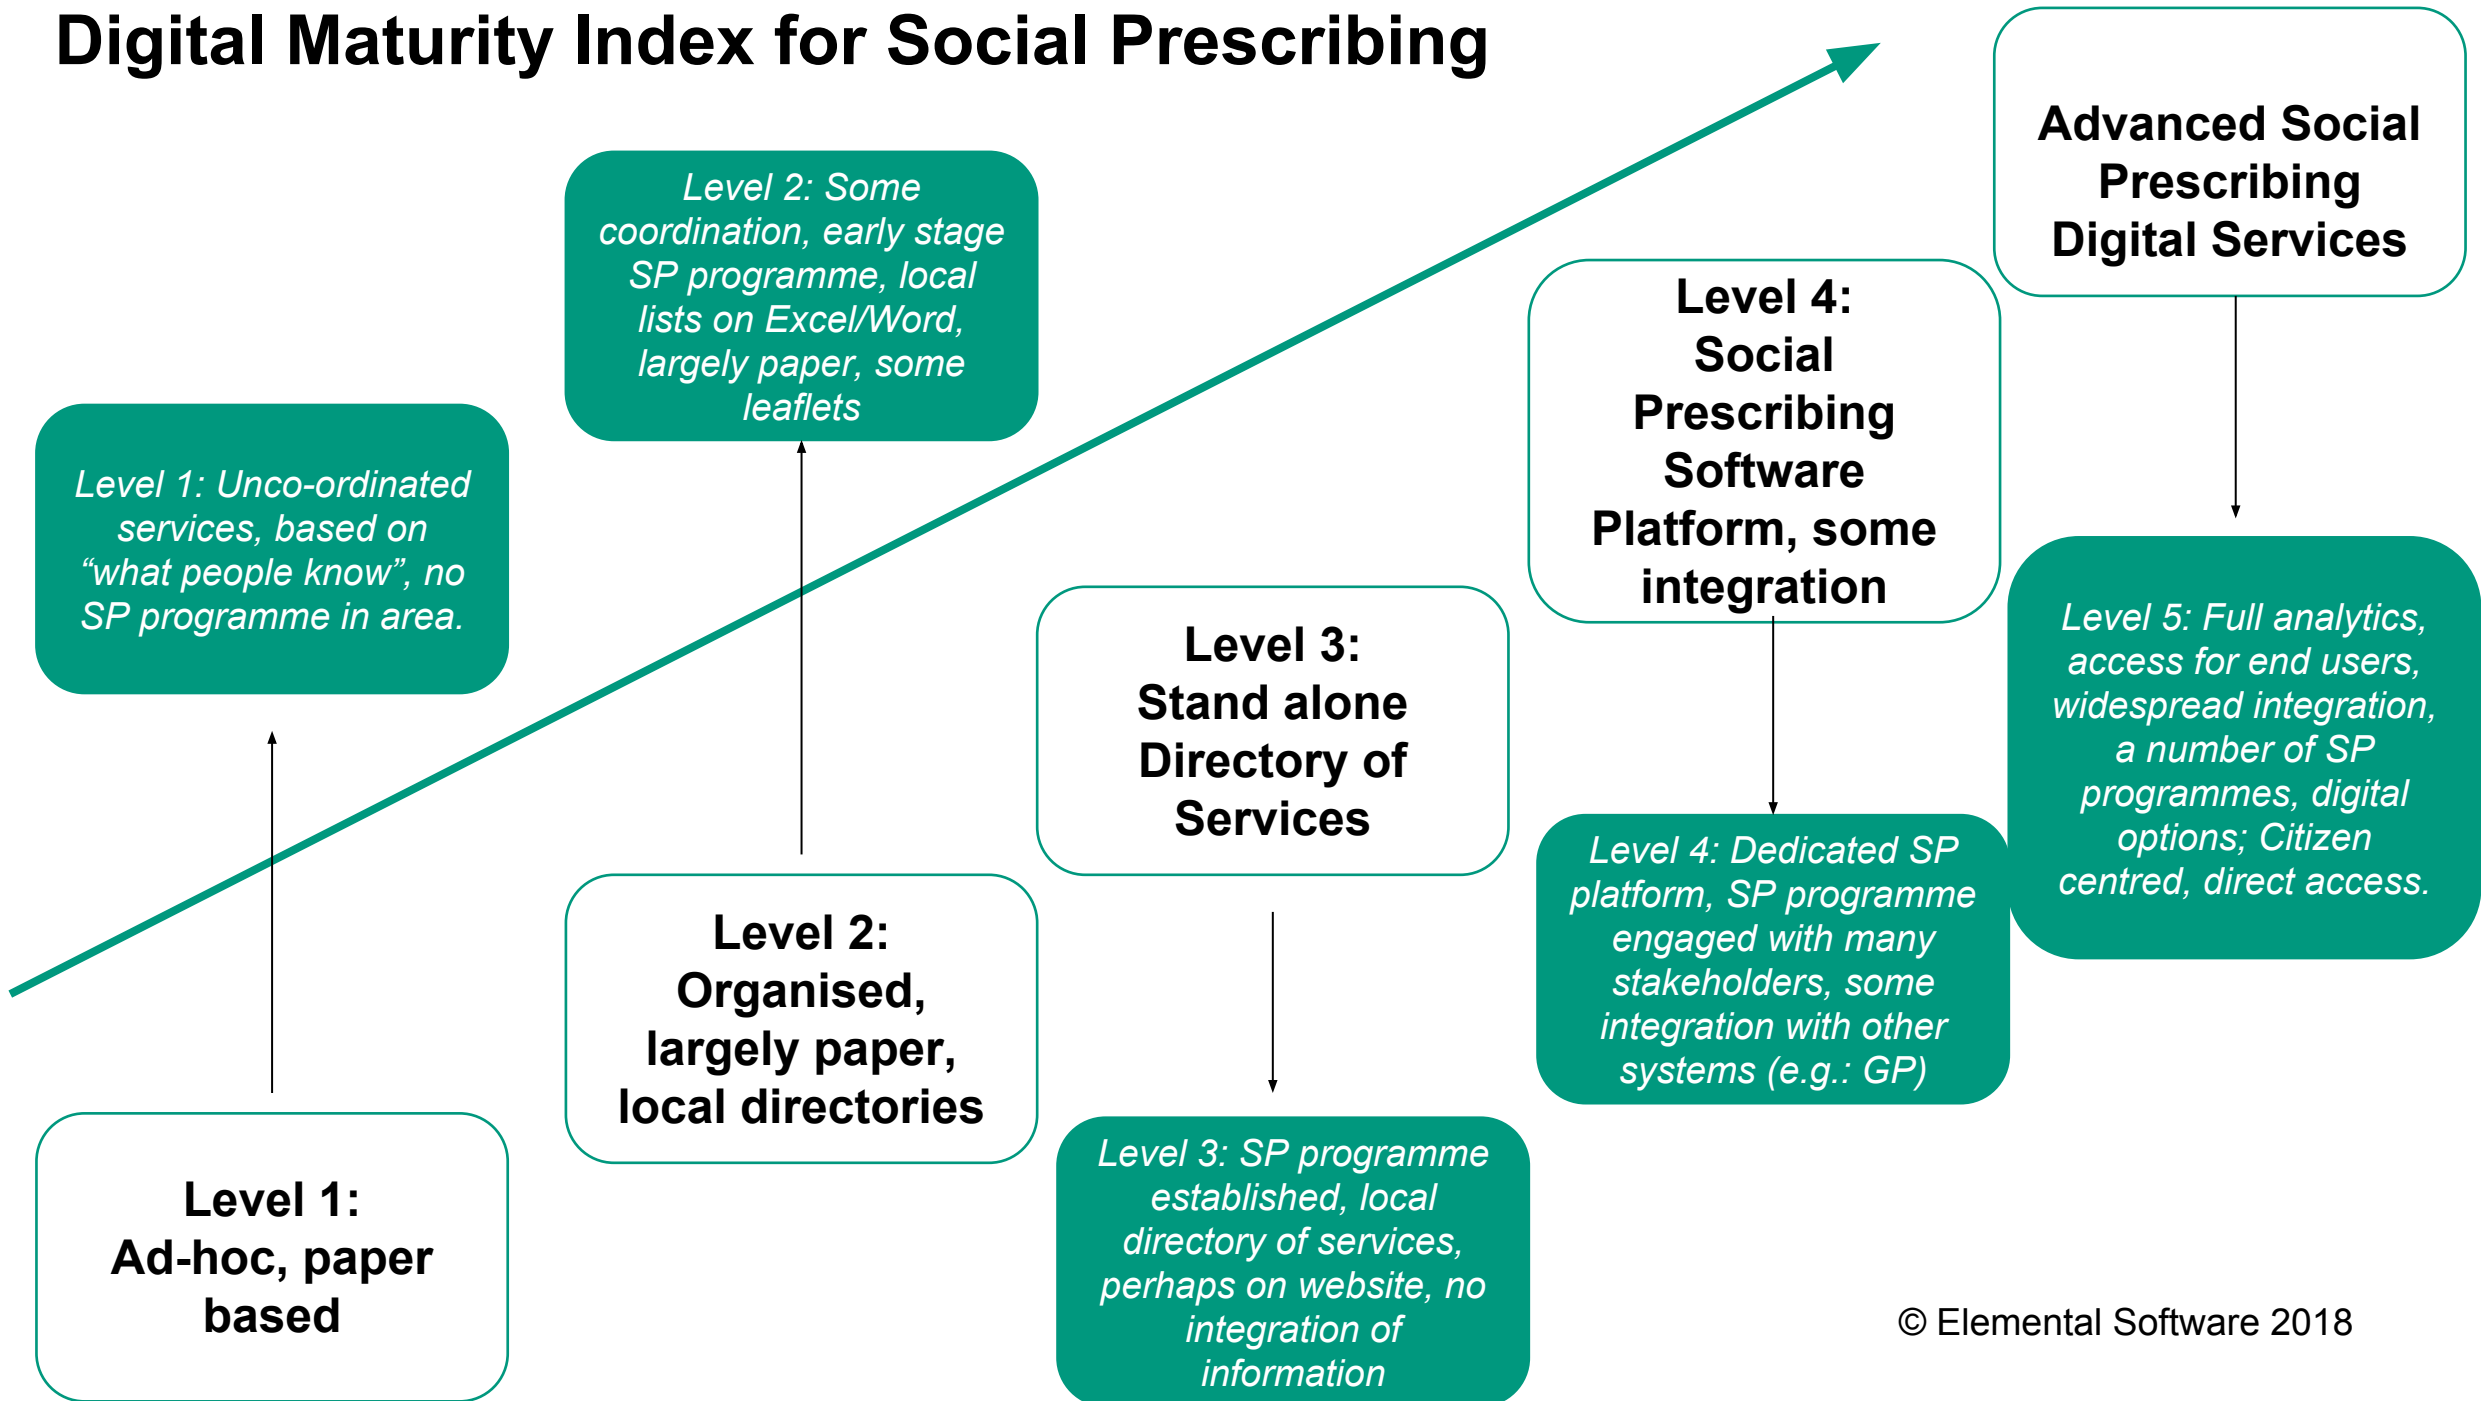 Digital Maturity Index for Social Prescribing
Level 1: Unco-ordinated
services, based on
“what people know”, no
SP programme in area.
Level 1:
Ad-hoc, paper
based
Level 2: Some
coordination, early stage
SP programme, local
lists on Excel/Word,
largely paper, some
leaflets
Level 2:
Organised,
largely paper,
local directories
Level 3:
Stand alone
Directory of
Services
Level 3: SP programme
established, local
directory of services,
perhaps on website, no
integration of
information
Level 4:
Social
Prescribing
Software
Platform, some
integration
Level 4: Dedicated SP
platform, SP programme
engaged with many
stakeholders, some
integration with other
systems (e.g.: GP)
Advanced Social
Prescribing
Digital Services
Level 5: Full analytics,
access for end users,
widespread integration,
a number of SP
programmes, digital
options; Citizen
centred, direct access.
© Elemental Software 2018